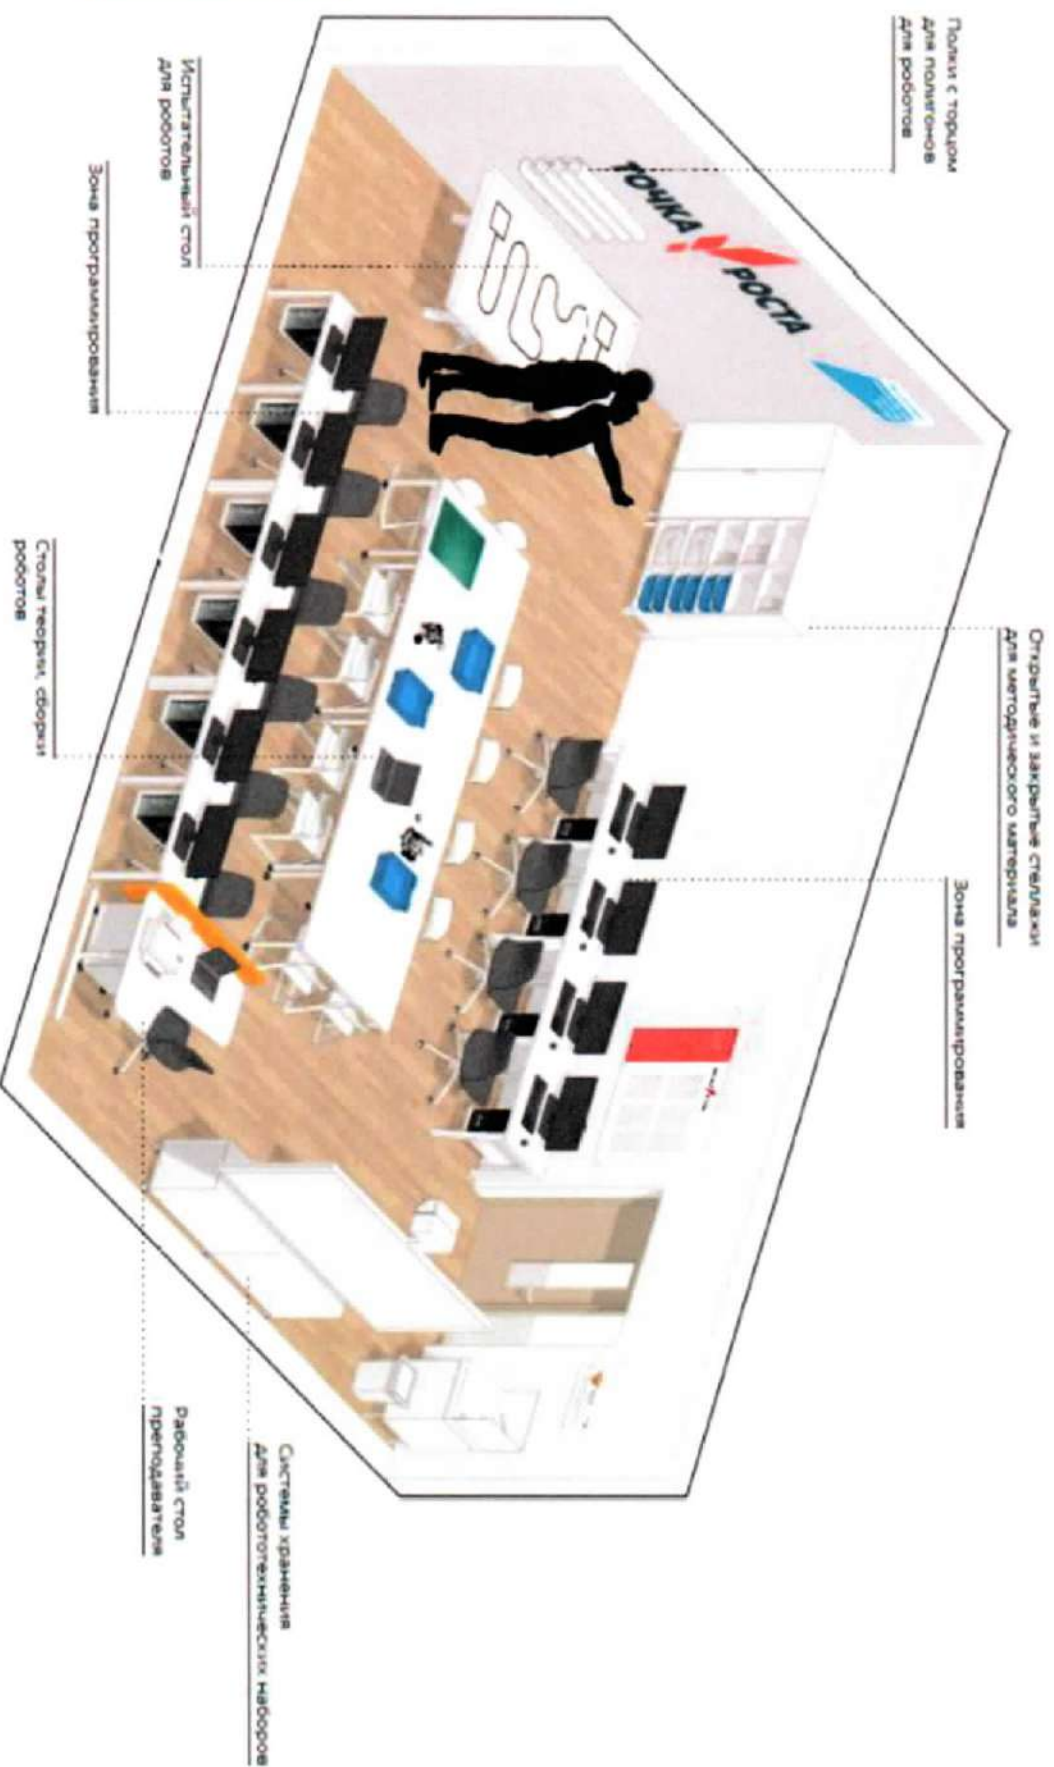 Полки с торцом
для полигонов
для роботов
Открытые и закрытые стеллажи
для методического материала
Зона программирования
ТОЧКА
РОСТА
Испытательный стол
для роботов
Зона программирования
Столы теории, сборки
роботов
Рабочий стол
преподавателя
Системы хранения
для робототехнических наборов